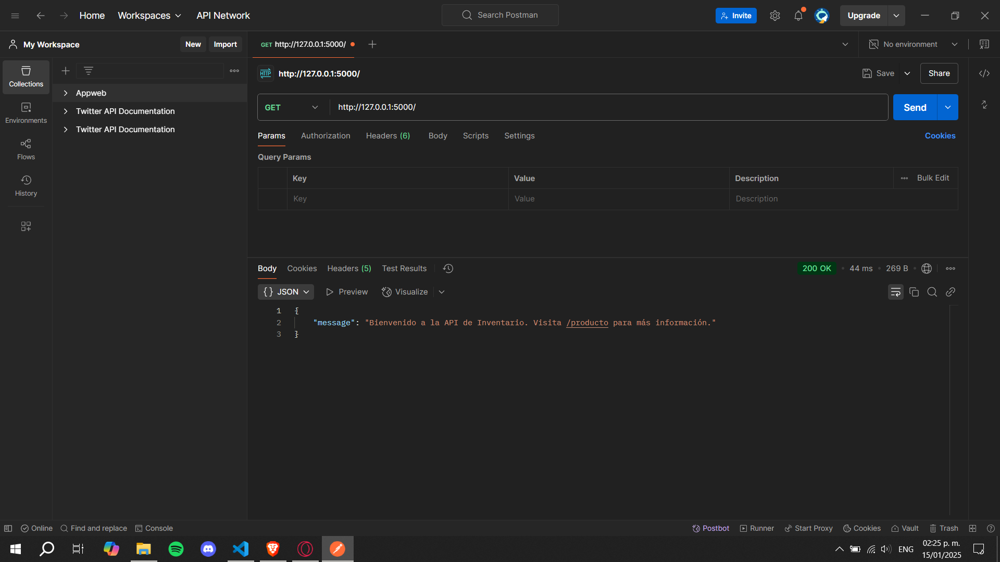 Home
Workspaces
API Network
Search Postman
Invite
Upgrade
My Workspace
New
Import
GET http://127.0.0.1:5000/
No environment
Collections
Environments
Flows
History
Appweb
Twitter API Documentation
Twitter API Documentation
HTTP http://127.0.0.1:5000/
Save
Share
GET
http://127.0.0.1:5000/
Send
Params
Authorization
Headers (6)
Body
Scripts
Settings
Cookies
Query Params
Key
Value
Description
Bulk Edit
Key
Value
Description
Body
Cookies
Headers (5)
Test Results
200 OK
44 ms
269 B
{} JSON
Preview
Visualize
1 {
2 "message": "Bienvenido a la API de Inventario. Visita /producto para más información."
3 }
Online
Find and replace
Console
Postbot
Runner
Start Proxy
Cookies
Vault
Trash
ENG
02:25 p. m.
15/01/2025